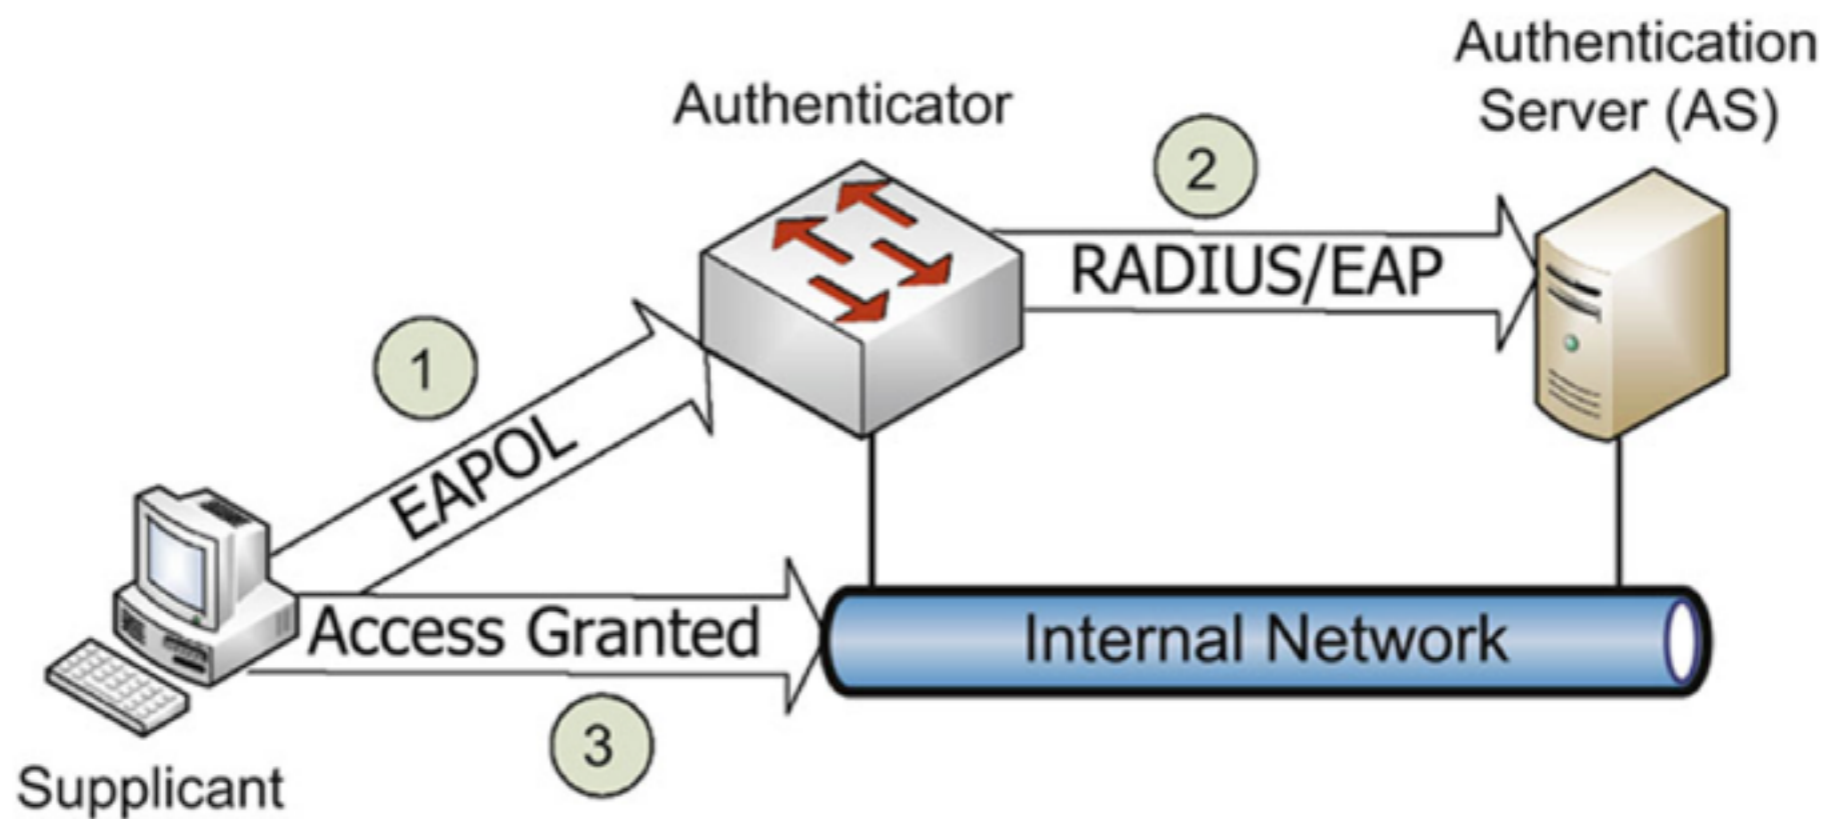 Authentication
Server (AS)
Authenticator
2
RADIUS/EAP
1
EAPOL
Access Granted
Internal Network
3
Supplicant